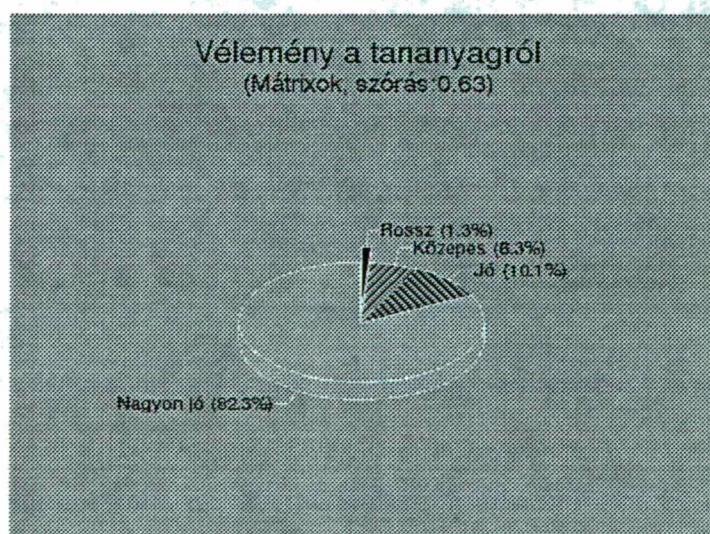 Vélemény a tananyagról
(Mátrixok, szórás:0.63)
Rossz (1.3%)
Közepes (6.3%)
Jó (10.1%)
Nagyon jó (82.3%)